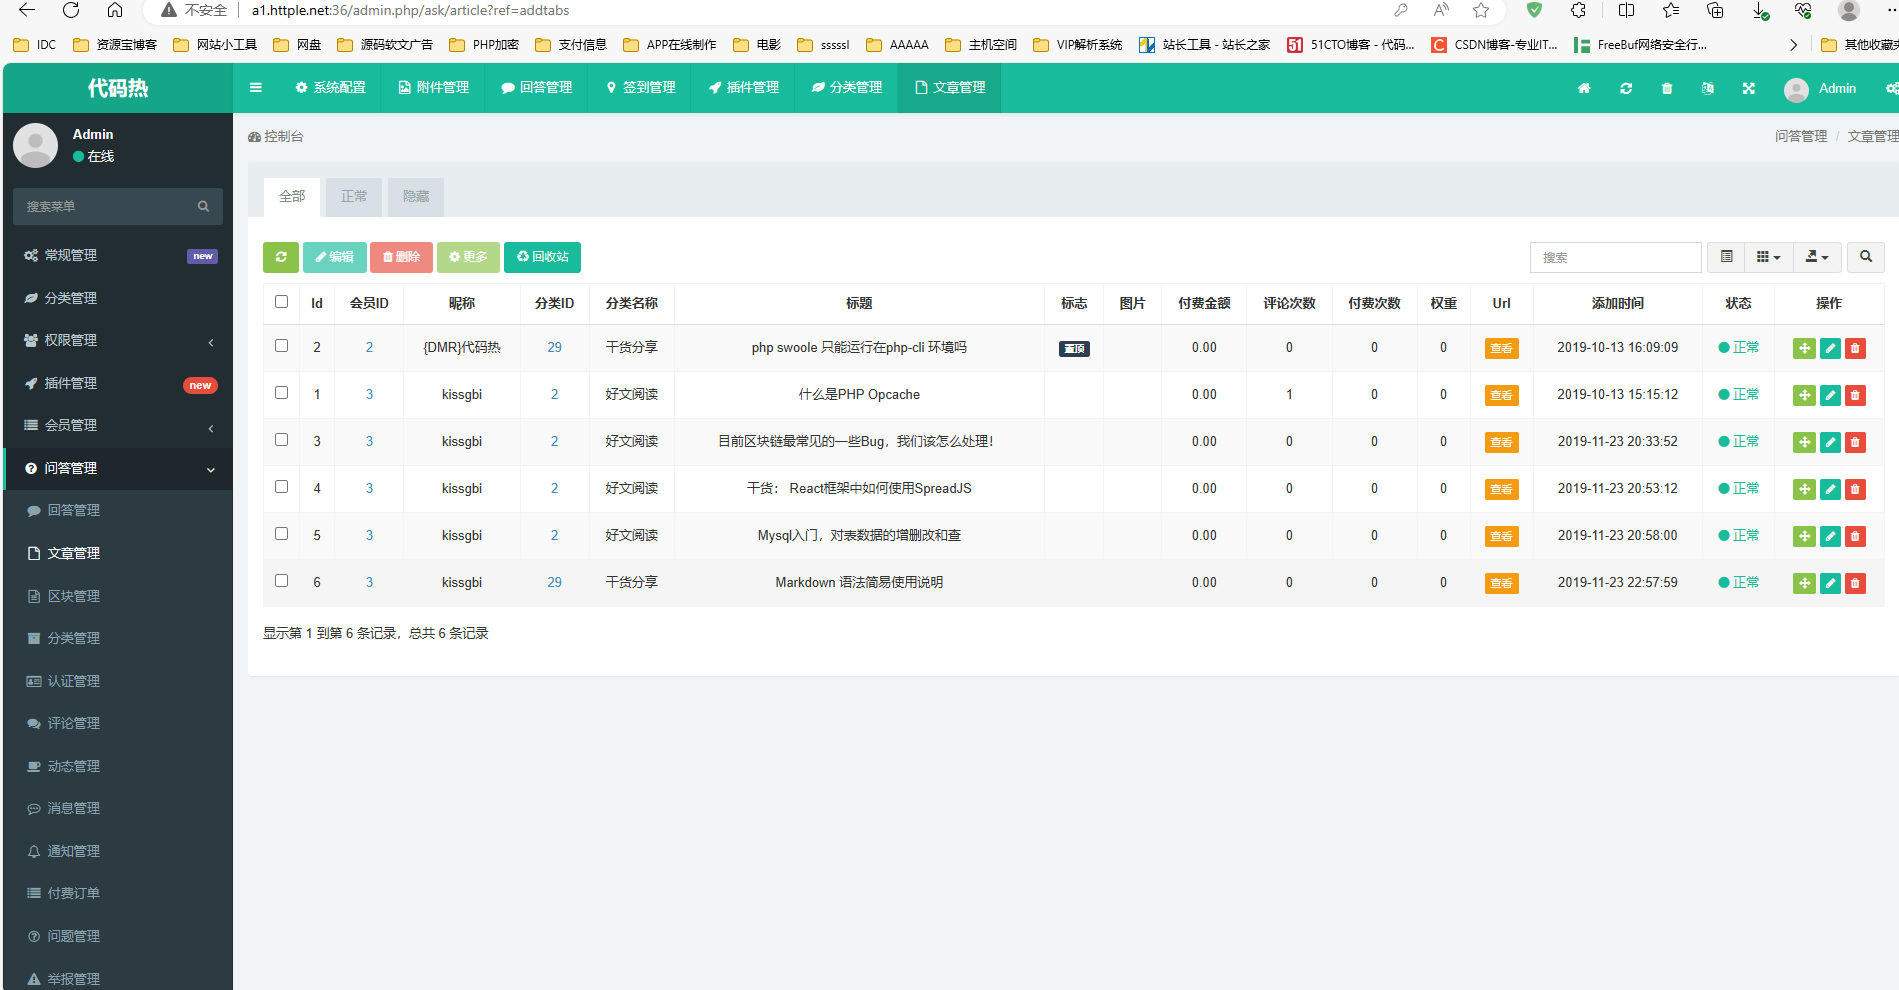 不安全 a1.httple.net:36/admin.php/ask/article?ref=addtabs
IDC 资源宝博客 网站小工具 网盘 源码软文广告 PHP加密 支付信息 APP在线制作 电影 sssssl AAAAA 主机空间 VIP解析系统 站长工具 - 站长之家 51CTO博客 - 代码... CSDN博客-专业IT... FreeBuf网络安全行... 其他收藏夹
代码热 系统配置 附件管理 回答管理 签到管理 插件管理 分类管理 文章管理 Admin
Admin
在线
控制台 问答管理 / 文章管理
搜索菜单
全部 正常 隐藏
常规管理 new
分类管理
权限管理
插件管理 new
会员管理
问答管理
回答管理
文章管理
区块管理
分类管理
认证管理
评论管理
动态管理
消息管理
通知管理
付费订单
问题管理
举报管理
编辑 删除 更多 回收站 搜索
Id 会员ID 昵称 分类ID 分类名称 标题 标志 图片 付费金额 评论次数 付费次数 权重 Url 添加时间 状态 操作
2 2 {DMR}代码热 29 干货分享 php swoole 只能运行在php-cli 环境吗 置顶 0.00 0 0 0 查看 2019-10-13 16:09:09 正常
1 3 kissgbi 2 好文阅读 什么是PHP Opcache 0.00 1 0 0 查看 2019-10-13 15:15:12 正常
3 3 kissgbi 2 好文阅读 目前区块链最常见的一些Bug，我们该怎么处理！ 0.00 0 0 0 查看 2019-11-23 20:33:52 正常
4 3 kissgbi 2 好文阅读 干货： React框架中如何使用SpreadJS 0.00 0 0 0 查看 2019-11-23 20:53:12 正常
5 3 kissgbi 2 好文阅读 Mysql入门，对表数据的增删改和查 0.00 0 0 0 查看 2019-11-23 20:58:00 正常
6 3 kissgbi 29 干货分享 Markdown 语法简易使用说明 0.00 0 0 0 查看 2019-11-23 22:57:59 正常
显示第 1 到第 6 条记录，总共 6 条记录